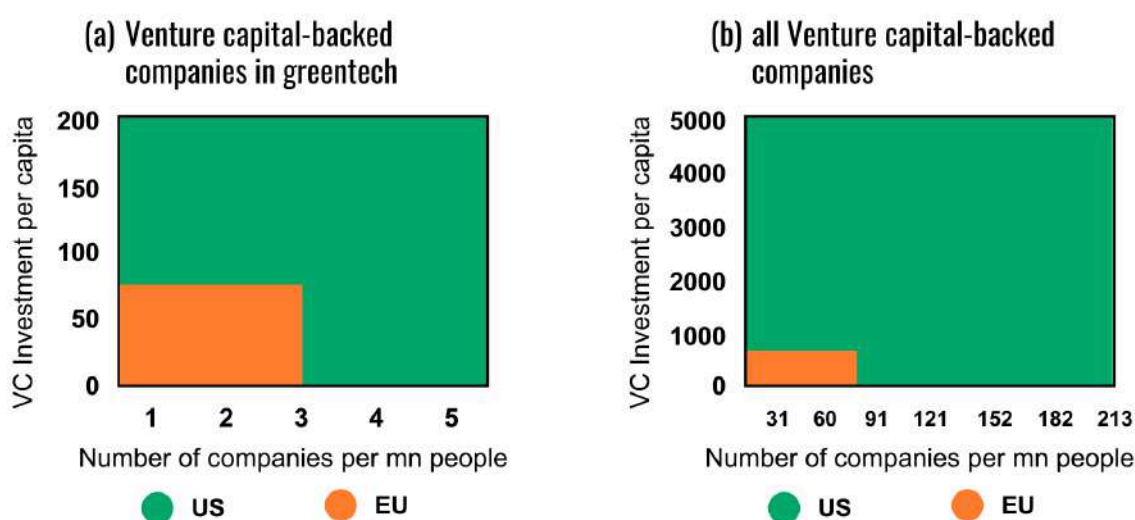 (a) Venture capital-backed
companies in greentech
VC Investment per capita
200
150
100
50
0
1 2 3 4 5
Number of companies per mn people
US EU
(b) all Venture capital-backed
companies
VC Investment per capita
5000
4000
3000
2000
1000
0
31 60 91 121 152 182 213
Number of companies per mn people
US EU